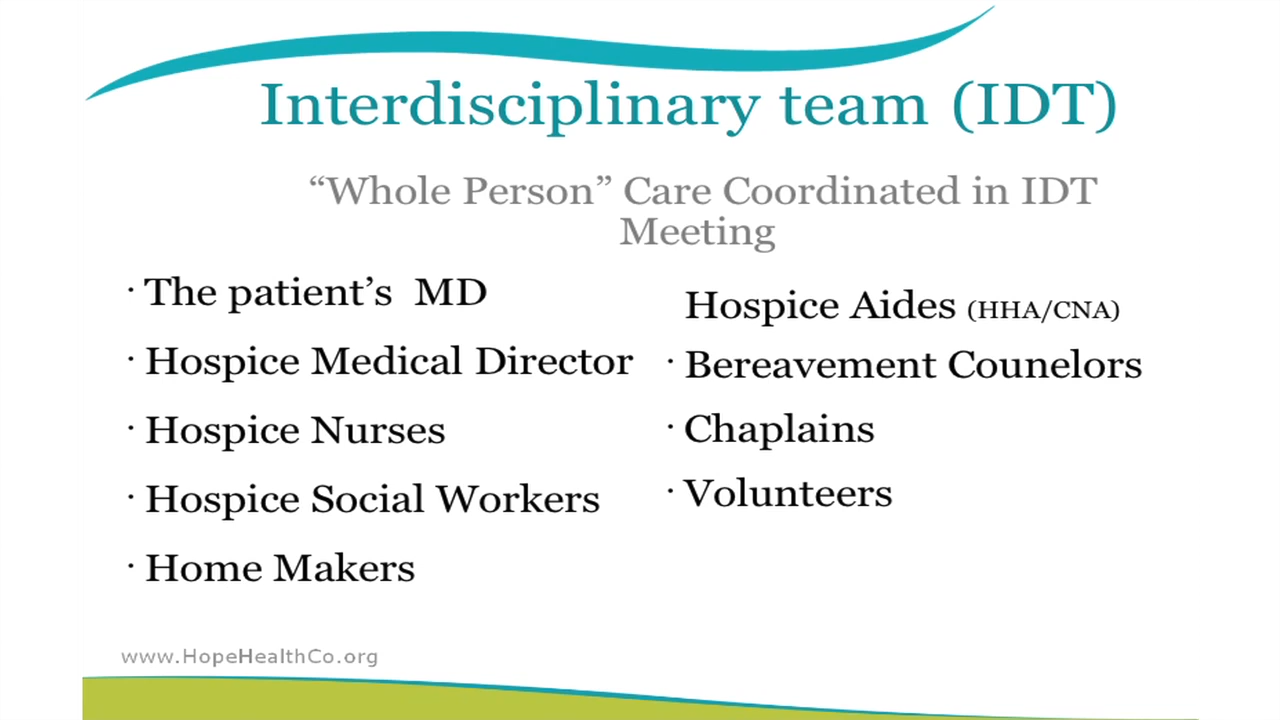 Interdisciplinary team (IDT)
“Whole Person” Care Coordinated in IDT
Meeting
· The patient’s MD
· Hospice Medical Director
· Hospice Nurses
· Hospice Social Workers
· Home Makers
Hospice Aides (HHA/CNA)
· Bereavement Counelors
· Chaplains
· Volunteers
www.HopeHealthCo.org